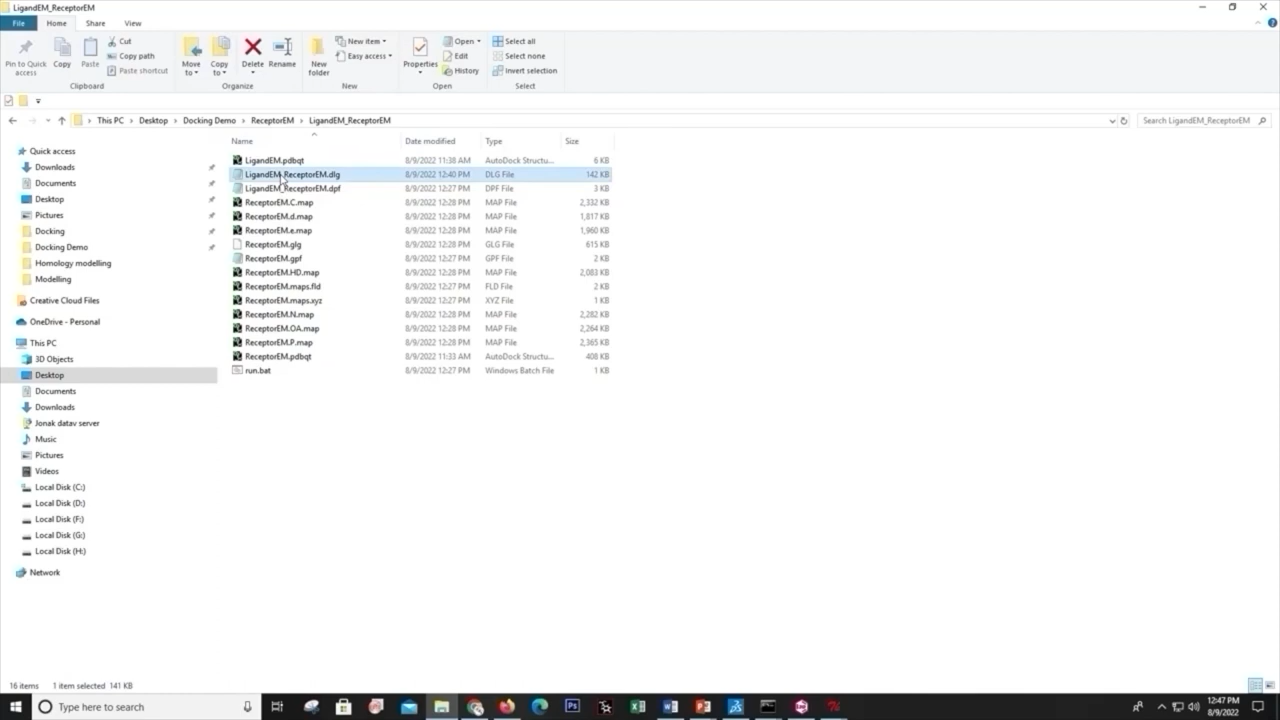 LigandEM_ReceptorEM
File Home Share View
Pin to Quick access
Copy
Paste
Cut
Copy path
Paste shortcut
Move to
Copy to
Delete
Rename
New folder
New item
Easy access
Properties
Open
Edit
History
Select all
Select none
Invert selection
Clipboard Organize New Open Select
This PC > Desktop > Docking Demo > ReceptorEM > LigandEM_ReceptorEM
Search LigandEM_ReceptorEM
Quick access
Downloads
Documents
Desktop
Pictures
Docking
Docking Demo
Homology modelling
Modelling
Creative Cloud Files
OneDrive - Personal
This PC
3D Objects
Desktop
Documents
Downloads
Jonak datav server
Music
Pictures
Videos
Local Disk (C:)
Local Disk (D:)
Local Disk (F:)
Local Disk (G:)
Local Disk (H:)
Network
Name Date modified Type Size
LigandEM.pdbqt 8/9/2022 11:38 AM AutoDock Structu... 6 KB
LigandEM_ReceptorEM.dlg 8/9/2022 12:40 PM DLG File 142 KB
LigandEM_ReceptorEM.dpf 8/9/2022 12:27 PM DPF File 3 KB
ReceptorEM.C.map 8/9/2022 12:28 PM MAP File 2,332 KB
ReceptorEM.d.map 8/9/2022 12:28 PM MAP File 1,817 KB
ReceptorEM.e.map 8/9/2022 12:28 PM MAP File 1,960 KB
ReceptorEM.glg 8/9/2022 12:28 PM GLG File 615 KB
ReceptorEM.gpf 8/9/2022 12:27 PM GPF File 2 KB
ReceptorEM.HD.map 8/9/2022 12:28 PM MAP File 2,083 KB
ReceptorEM.maps.fld 8/9/2022 12:27 PM FLD File 2 KB
ReceptorEM.maps.xyz 8/9/2022 12:27 PM XYZ File 1 KB
ReceptorEM.N.map 8/9/2022 12:28 PM MAP File 2,282 KB
ReceptorEM.OA.map 8/9/2022 12:28 PM MAP File 2,264 KB
ReceptorEM.P.map 8/9/2022 12:28 PM MAP File 2,365 KB
ReceptorEM.pdbqt 8/9/2022 11:33 AM AutoDock Structu... 408 KB
run.bat 8/9/2022 12:27 PM Windows Batch File 1 KB
16 items 1 item selected 141 KB
Type here to search
12:47 PM
8/9/2022